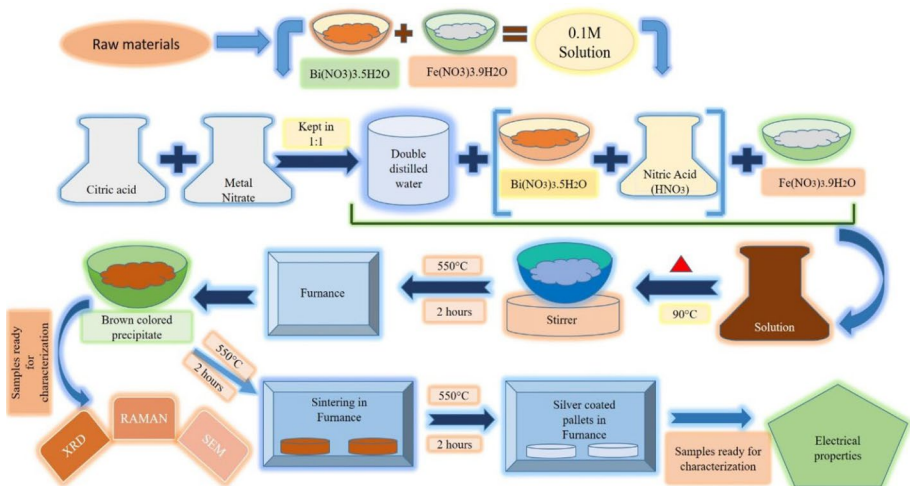 Raw materials
Bi(NO3)3.5H2O
Fe(NO3)3.9H2O
0.1M
Solution
Citric acid
Metal
Nitrate
Kept in
1:1
Double
distilled
water
Bi(NO3)3.5H2O
Nitric Acid
(HNO3)
Fe(NO3)3.9H2O
Solution
90°C
Stirrer
550°C
2 hours
Furnance
Brown colored
precipitate
Samples ready
for
characterization
XRD
RAMAN
SEM
550°C
2 hours
Sintering in
Furnance
550°C
2 hours
Silver coated
pallets in
Furnance
Samples ready for
characterization
Electrical
properties